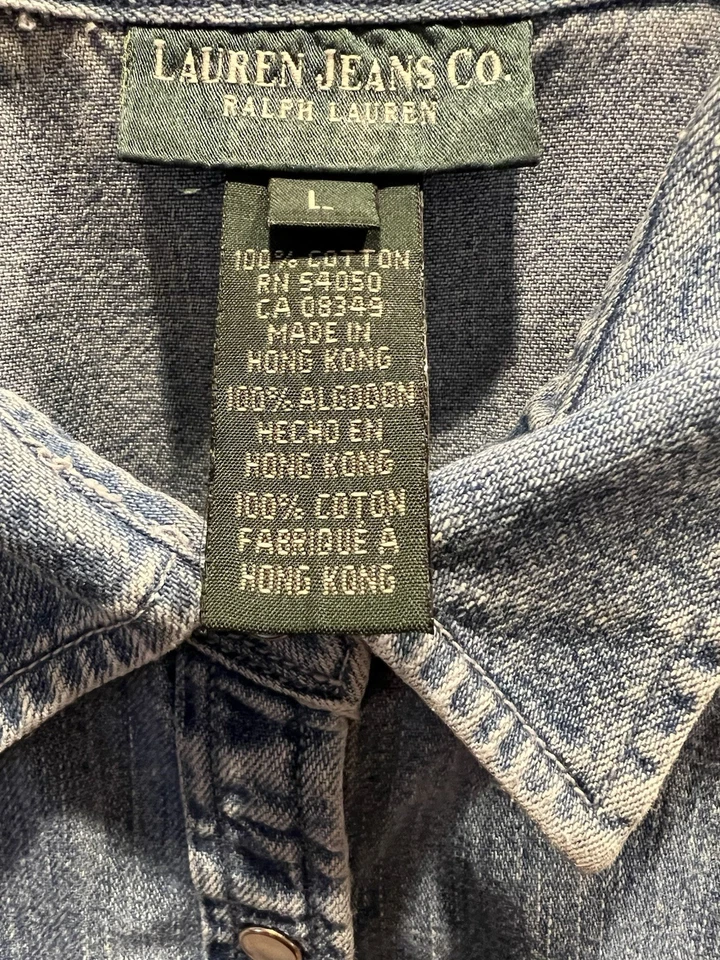 LAUREN JEANS CO.
RALPH LAUREN
L
100% COTTON
RN 54050
CA 08349
MADE IN
HONG KONG
100% ALGODON
HECHO EN
HONG KONG
100% COTON
FABRIQUÉ À
HONG KONG